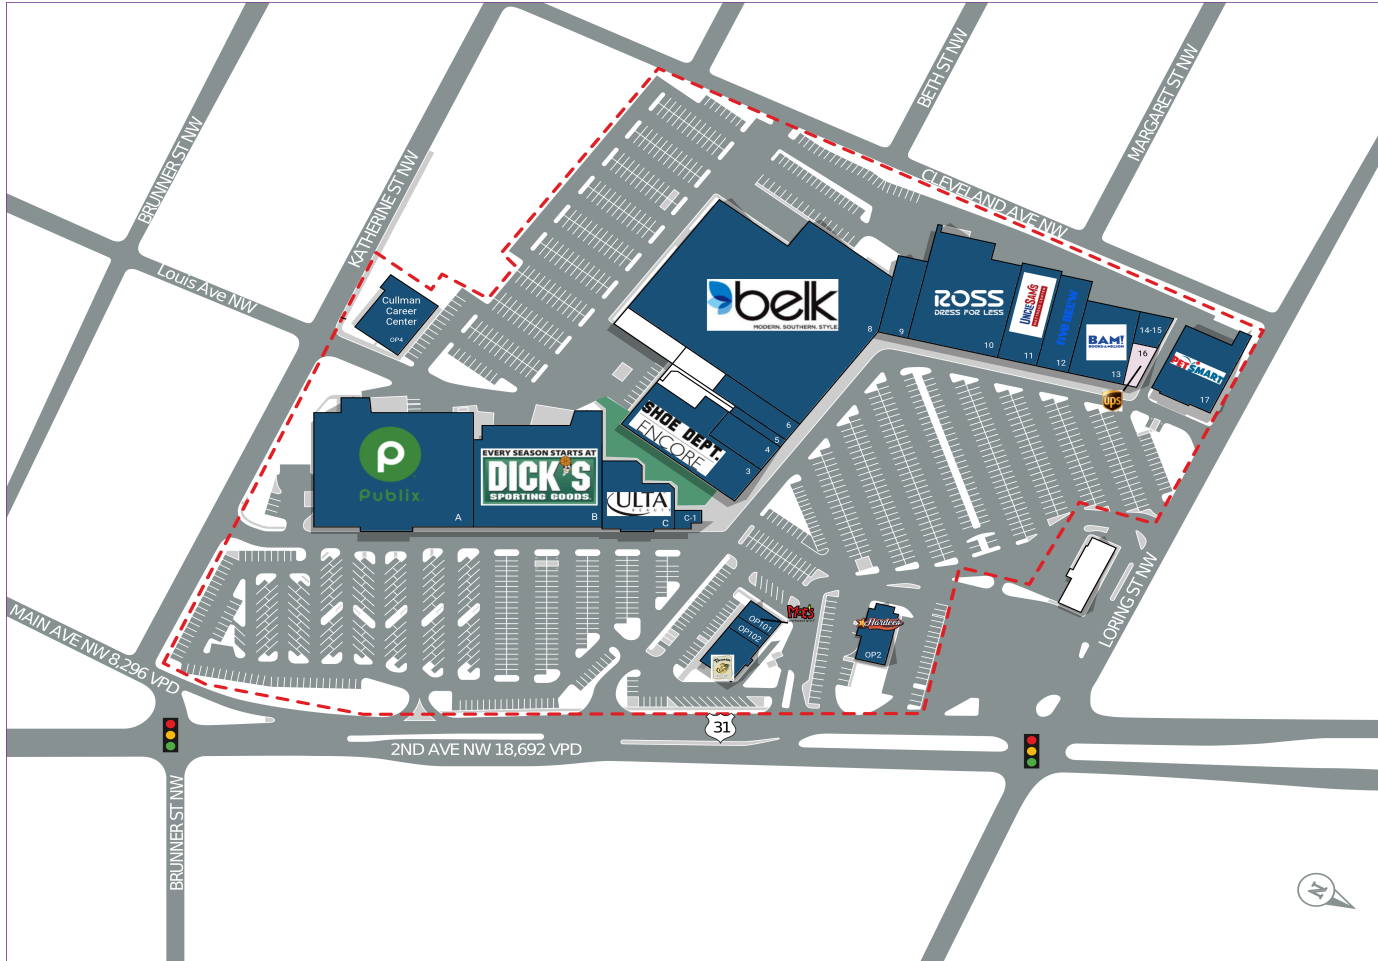 BETH ST NW
MARGARET ST NW
BRUNNER ST NW
KATHERINE ST NW
CLEVELAND AVE NW
Louis Ave NW
Cullman
Career
Center
OP4
belk
MODERN. SOUTHERN. STYLE.
8
9
ROSS
DRESS FOR LESS
10
UNCLE SAM'S
11
FIVE BEL°W
12
BAM!
BOOKS-A-MILLION
13
14-15
16
PETSMART
17
ups
SHOE DEPT.
ENCORE
3
4
5
6
P
Publix
A
EVERY SEASON STARTS AT
DICK'S
SPORTING GOODS
B
ULTA
BEAUTY
C
C-1
Moe's
OP101
OP102
Hardee's
OP2
LORING ST NW
MAIN AVE NW 8,296 VPD
31
2ND AVE NW 18,692 VPD
BRUNNER ST NW
N